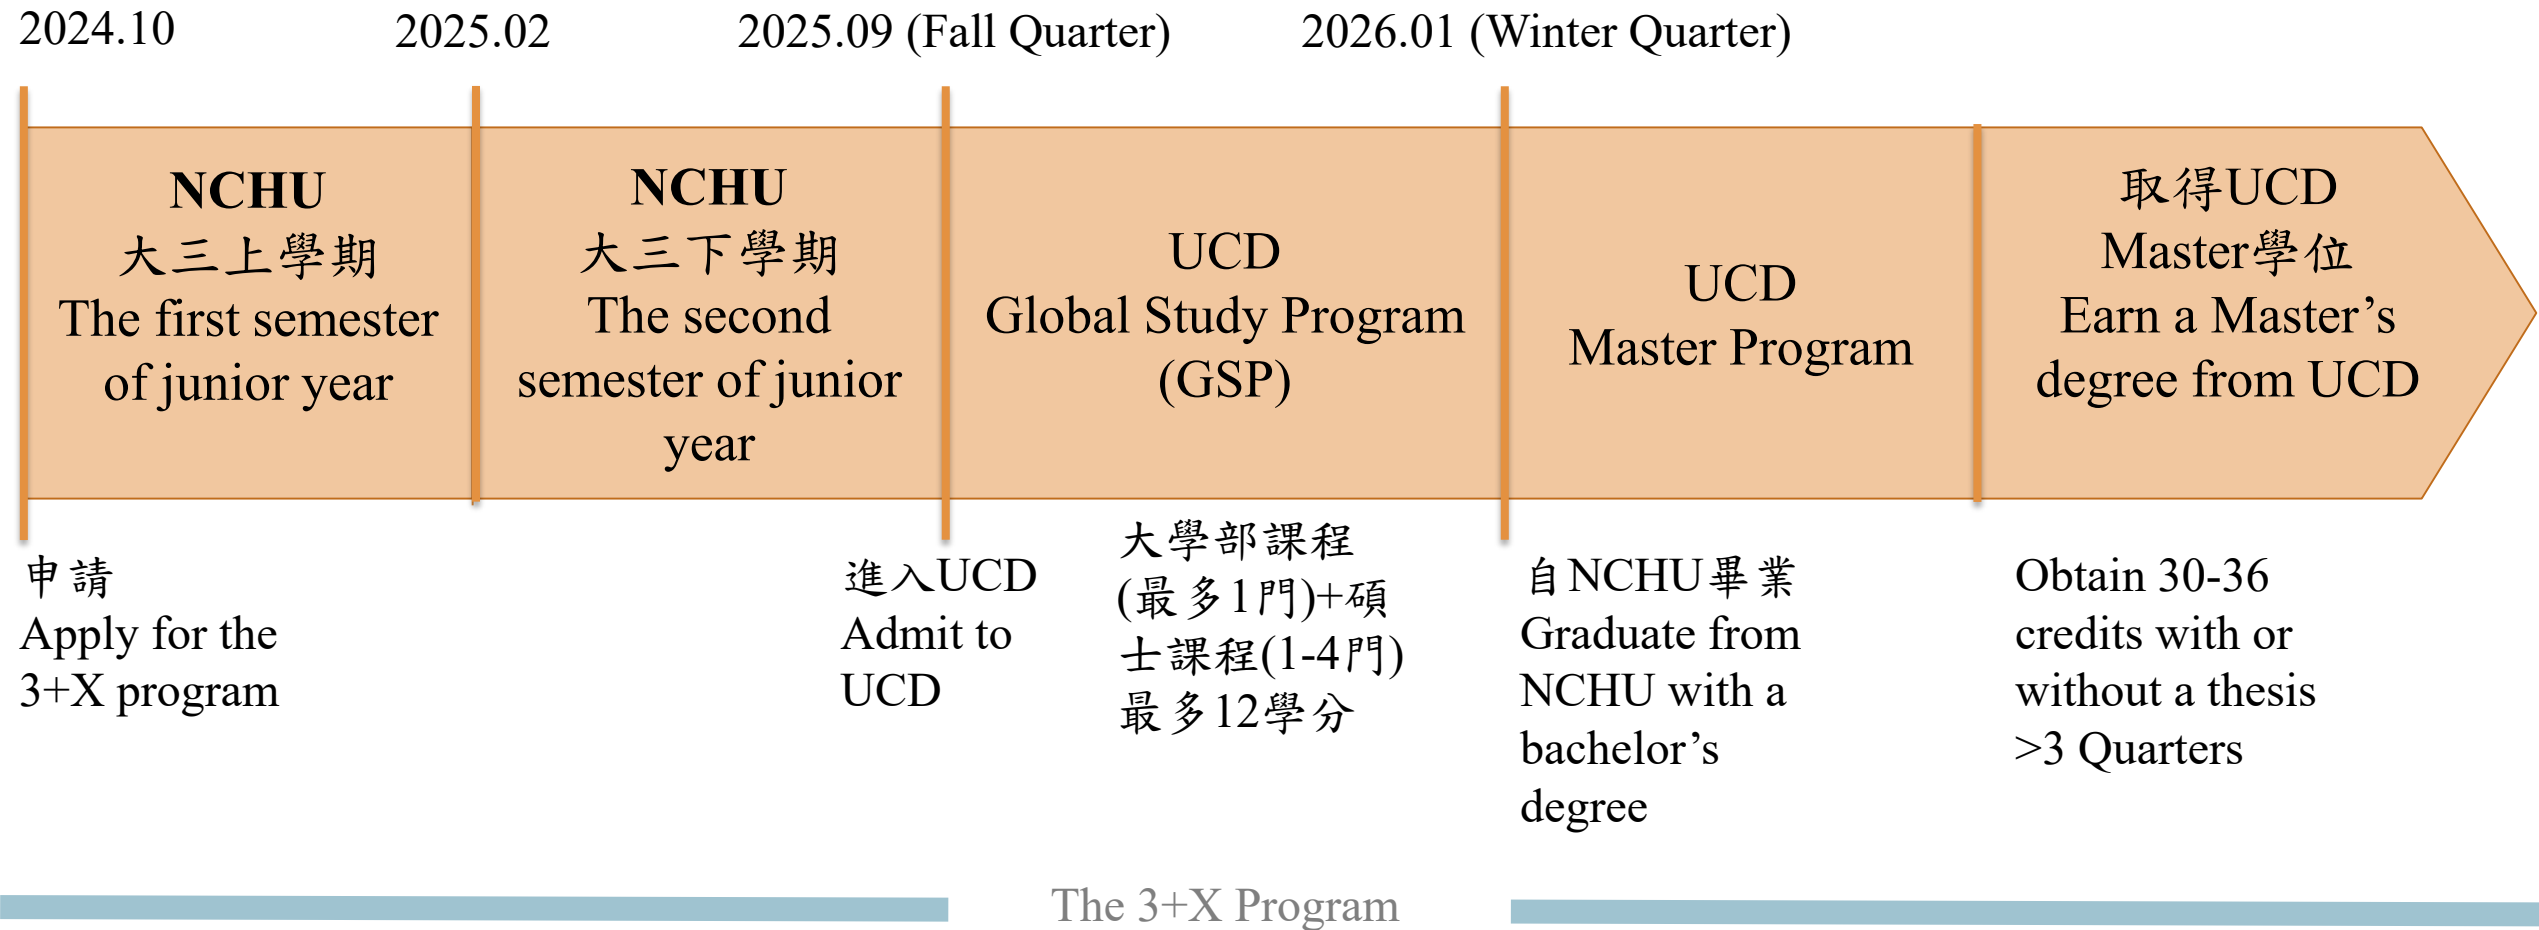 2024.10
2025.02
2025.09 (Fall Quarter)
2026.01 (Winter Quarter)
NCHU
大三上學期
The first semester
of junior year
NCHU
大三下學期
The second
semester of junior
year
UCD
Global Study Program
(GSP)
UCD
Master Program
取得UCD
Master學位
Earn a Master’s
degree from UCD
申請
Apply for the
3+X program
進入UCD
Admit to
UCD
大學部課程
(最多1門)+碩
士課程(1-4門)
最多12學分
自NCHU畢業
Graduate from
NCHU with a
bachelor’s
degree
Obtain 30-36
credits with or
without a thesis
>3 Quarters
The 3+X Program